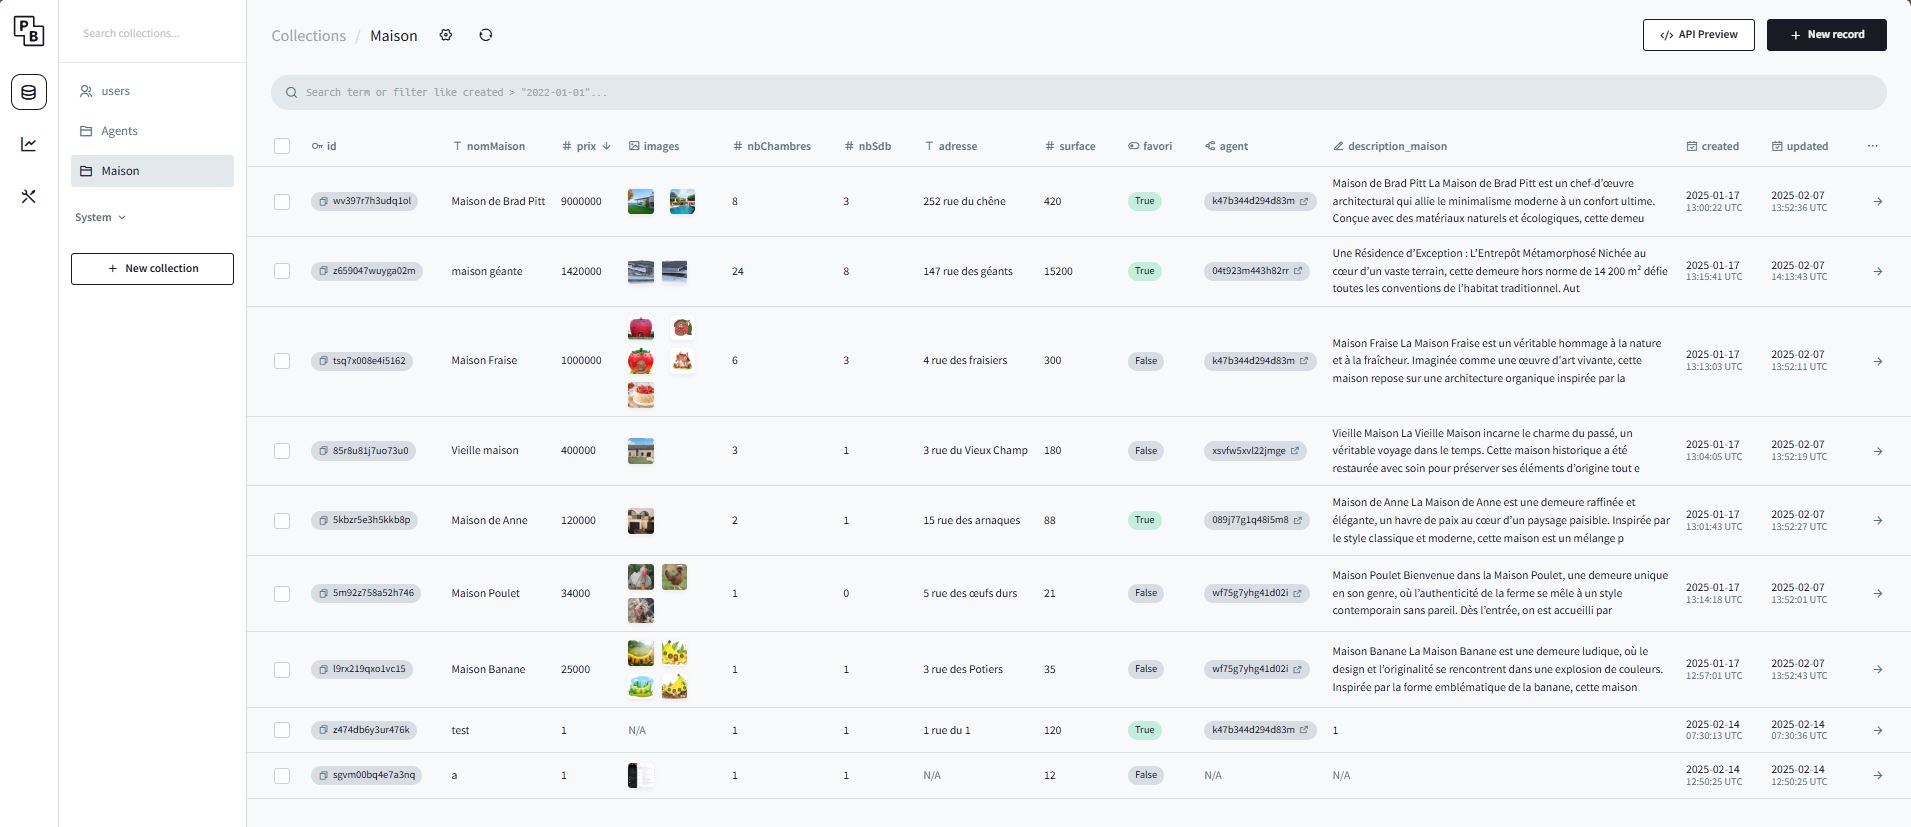 PB
Search collections...
Collections / Maison
API Preview
New record
users
Agents
Maison
System
New collection
Search term or filter like created > "2022-01-01"...
id nomMaison prix images nbChambres nbSdb adresse surface favori agent description_maison created updated
wv397r7h3udq1ol Maison de Brad Pitt 9000000 8 3 252 rue du chêne 420 True k47b344d294d83m
Maison de Brad Pitt La Maison de Brad Pitt est un chef-d’œuvre
architectural qui allie le minimalisme moderne à un confort ultime.
Conçue avec des matériaux naturels et écologiques, cette demeu
2025-01-17 2025-02-07
13:00:22 UTC 13:52:36 UTC
z659047wuyga02m maison géante 1420000 24 8 147 rue des géants 15200 True 04t923m443h82rr
Une Résidence d’Exception : L’Entrepôt Métamorphosé Nichée au
cœur d’un vaste terrain, cette demeure hors norme de 14 200 m² défie
toutes les conventions de l’habitat traditionnel. Aut
2025-01-17 2025-02-07
13:15:41 UTC 14:13:43 UTC
tsq7x008e4i5162 Maison Fraise 1000000 6 3 4 rue des fraisiers 300 False k47b344d294d83m
Maison Fraise La Maison Fraise est un véritable hommage à la nature
et à la fraîcheur. Imaginée comme une œuvre d’art vivante, cette
maison repose sur une architecture organique inspirée par la
2025-01-17 2025-02-07
13:13:03 UTC 13:52:11 UTC
85r8u81j7uo73u0 Vieille maison 400000 3 1 3 rue du Vieux Champ 180 False xsvfw5xvl22jmge
Vieille Maison La Vieille Maison incarne le charme du passé, un
véritable voyage dans le temps. Cette maison historique a été
restaurée avec soin pour préserver ses éléments d’origine tout e
2025-01-17 2025-02-07
13:04:05 UTC 13:52:19 UTC
5kbzr5e3h5kkb8p Maison de Anne 120000 2 1 15 rue des arnaques 88 True 089j77g1q48i5m8
Maison de Anne La Maison de Anne est une demeure raffinée et
élégante, un havre de paix au cœur d’un paysage paisible. Inspirée par
le style classique et moderne, cette maison est un mélange p
2025-01-17 2025-02-07
13:01:43 UTC 13:52:27 UTC
5m92z758a52h746 Maison Poulet 34000 1 0 5 rue des œufs durs 21 False wf75g7yhg41d02i
Maison Poulet Bienvenue dans la Maison Poulet, une demeure unique
en son genre, où l’authenticité de la ferme se mêle à un style
contemporain sans pareil. Dès l’entrée, on est accueilli par
2025-01-17 2025-02-07
13:14:18 UTC 13:52:01 UTC
l9rx219qxo1vc15 Maison Banane 25000 1 1 3 rue des Potiers 35 False wf75g7yhg41d02i
Maison Banane La Maison Banane est une demeure ludique, où le
design et l’originalité se rencontrent dans une explosion de couleurs.
Inspirée par la forme emblématique de la banane, cette maison
2025-01-17 2025-02-07
12:57:01 UTC 13:52:43 UTC
z474db6y3ur476k test 1 N/A 1 1 1 rue du 1 120 True k47b344d294d83m 1
2025-02-14 2025-02-14
07:30:13 UTC 07:30:36 UTC
sgvm00bq4e7a3nq a 1 1 1 N/A 12 False N/A N/A
2025-02-14 2025-02-14
12:50:25 UTC 12:50:25 UTC